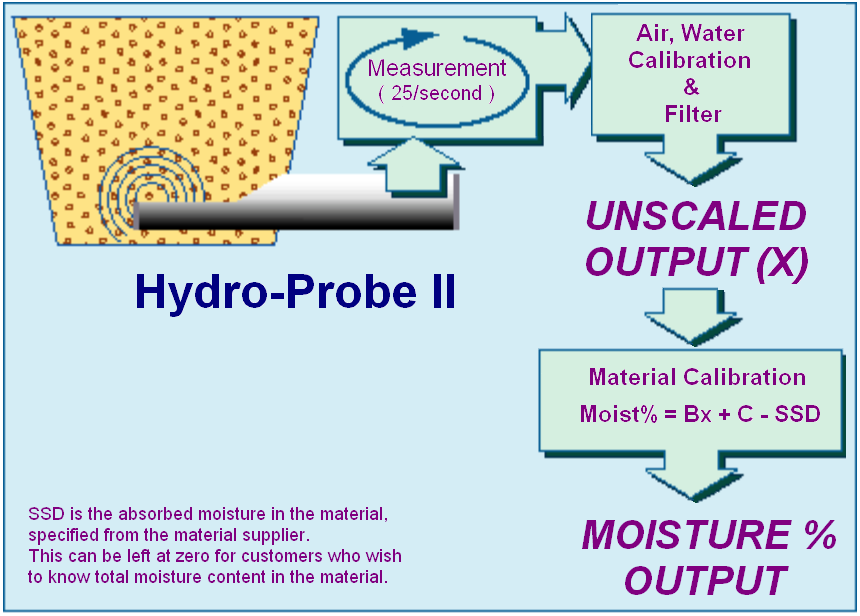 Measurement
( 25/second )
Air, Water
Calibration
&
Filter
UNSCALED
OUTPUT (X)
Hydro-Probe II
Material Calibration
Moist% = Bx + C - SSD
SSD is the absorbed moisture in the material,
specified from the material supplier.
This can be left at zero for customers who wish
to know total moisture content in the material.
MOISTURE %
OUTPUT